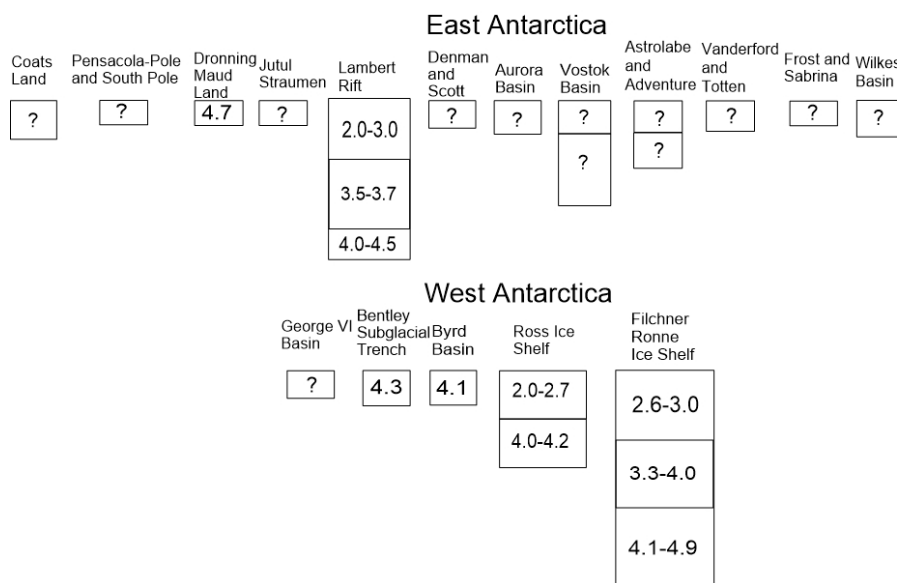 East Antarctica
Coats
Land
Pensacola-Pole
and South Pole
Dronning
Maud
Land
Jutul
Straumen
Lambert
Rift
Denman
and
Scott
Aurora
Basin
Vostok
Basin
Astrolabe
and
Adventure
Vanderford
and
Totten
Frost and
Sabrina
Wilkes
Basin
?
?
4.7
?
2.0-3.0
3.5-3.7
4.0-4.5
?
?
?
?
?
?
?
?
?
West Antarctica
George VI
Basin
Bentley
Subglacial
Trench
Byrd
Basin
Ross Ice
Shelf
Filchner
Ronne
Ice Shelf
?
4.3
4.1
2.0-2.7
4.0-4.2
2.6-3.0
3.3-4.0
4.1-4.9